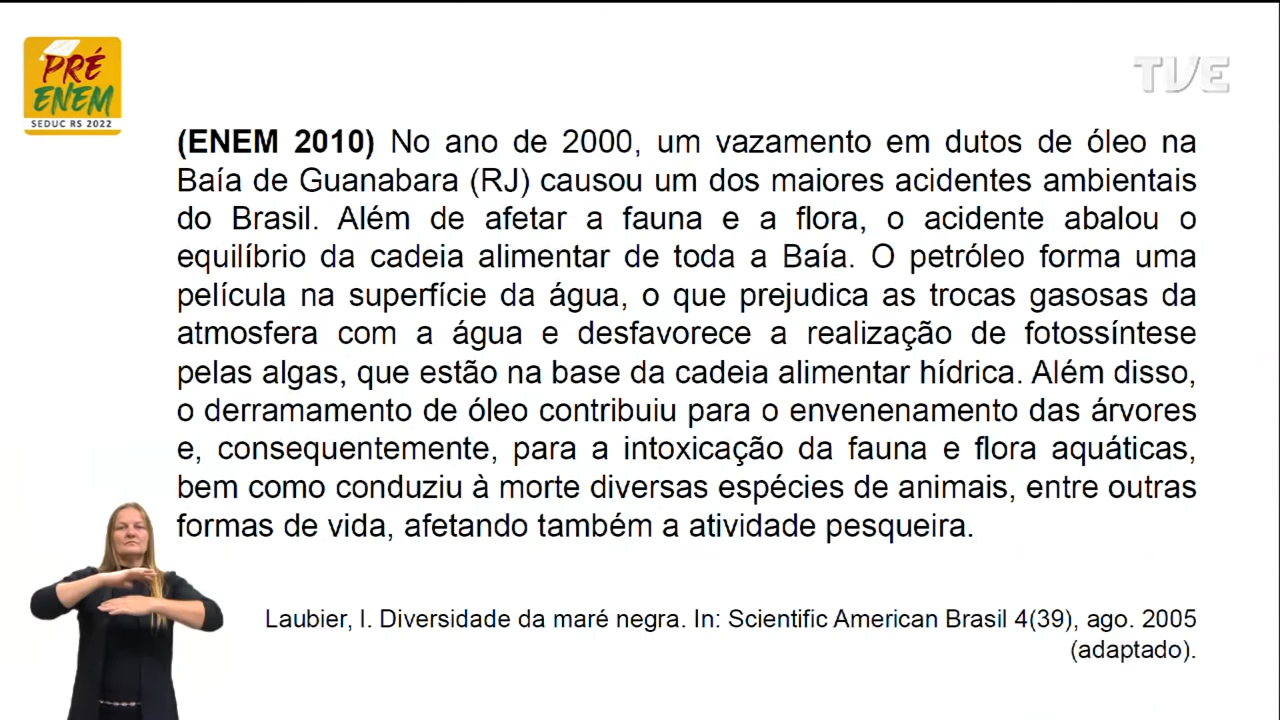 PRÉ
ENEM
SEDUC RS 2022
TVE
(ENEM 2010) No ano de 2000, um vazamento em dutos de óleo na
Baía de Guanabara (RJ) causou um dos maiores acidentes ambientais
do Brasil. Além de afetar a fauna e a flora, o acidente abalou o
equilíbrio da cadeia alimentar de toda a Baía. O petróleo forma uma
película na superfície da água, o que prejudica as trocas gasosas da
atmosfera com a água e desfavorece a realização de fotossíntese
pelas algas, que estão na base da cadeia alimentar hídrica. Além disso,
o derramamento de óleo contribuiu para o envenenamento das árvores
e, consequentemente, para a intoxicação da fauna e flora aquáticas,
bem como conduziu à morte diversas espécies de animais, entre outras
formas de vida, afetando também a atividade pesqueira.
Laubier, I. Diversidade da maré negra. In: Scientific American Brasil 4(39), ago. 2005
(adaptado).